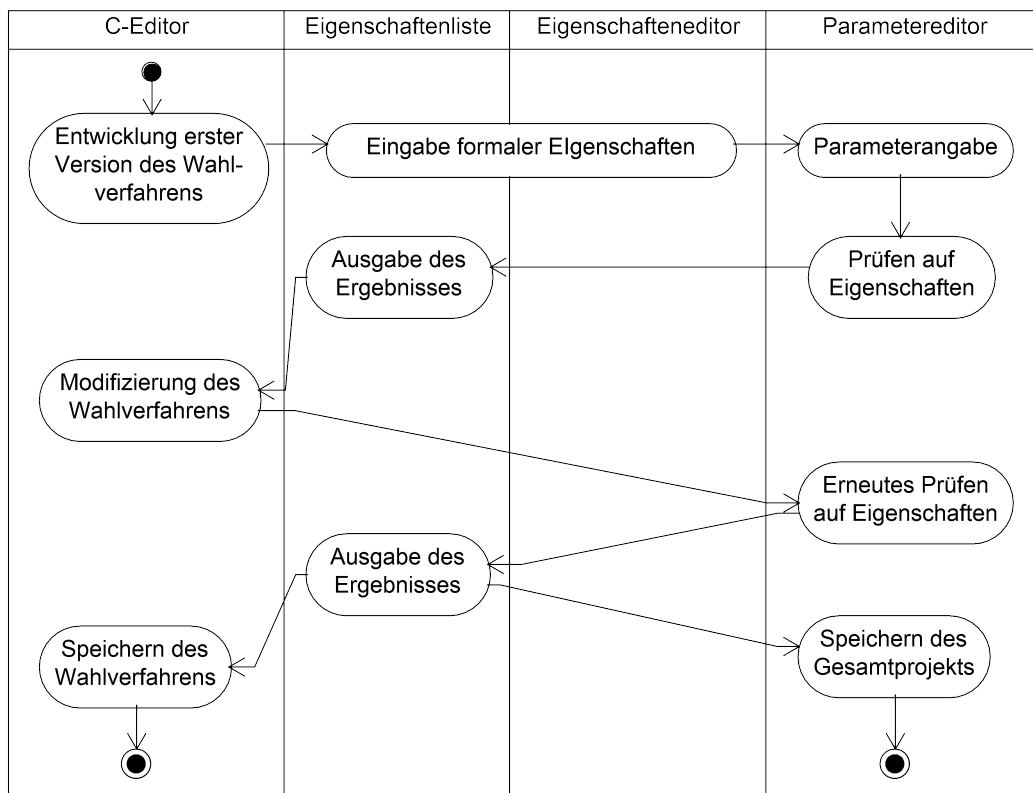 C-Editor
Eigenschaftenliste
Eigenschafteneditor
Parametereditor
Entwicklung erster
Version des Wahl-
verfahrens
Eingabe formaler EIgenschaften
Parameterangabe
Ausgabe des
Ergebnisses
Prüfen auf
Eigenschaften
Modifizierung des
Wahlverfahrens
Erneutes Prüfen
auf Eigenschaften
Ausgabe des
Ergebnisses
Speichern des
Wahlverfahrens
Speichern des
Gesamtprojekts